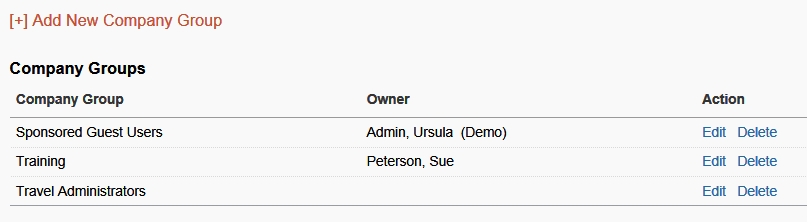 [+] Add New Company Group
Company Groups
Company Group Owner Action
Sponsored Guest Users Admin, Ursula (Demo) Edit Delete
Training Peterson, Sue Edit Delete
Travel Administrators Edit Delete